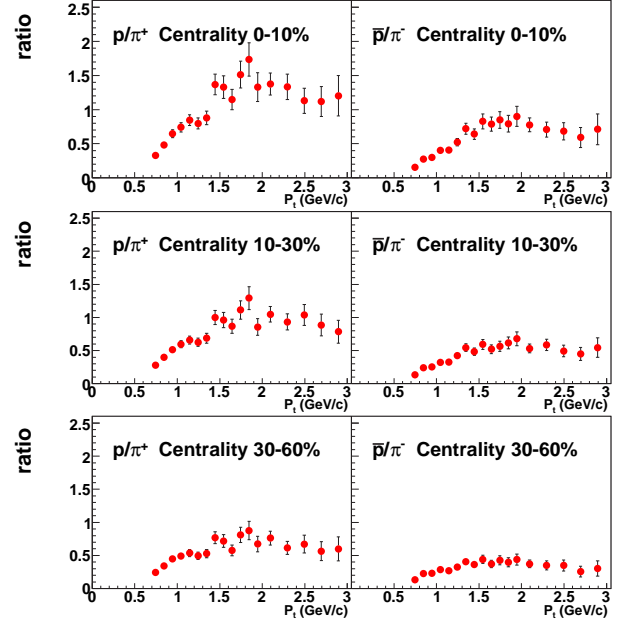 ratio
p/π⁺ Centrality 0-10%
p̅/π⁻ Centrality 0-10%
2.5
2
1.5
1
0.5
0
0 0.5 1 1.5 2 2.5 3
0.5 1 1.5 2 2.5 3
Pt (GeV/c)
Pt (GeV/c)
ratio
p/π⁺ Centrality 10-30%
p̅/π⁻ Centrality 10-30%
2.5
2
1.5
1
0.5
0
0 0.5 1 1.5 2 2.5 3
0.5 1 1.5 2 2.5 3
Pt (GeV/c)
Pt (GeV/c)
ratio
p/π⁺ Centrality 30-60%
p̅/π⁻ Centrality 30-60%
2.5
2
1.5
1
0.5
0
0 0.5 1 1.5 2 2.5 3
0.5 1 1.5 2 2.5 3
Pt (GeV/c)
Pt (GeV/c)